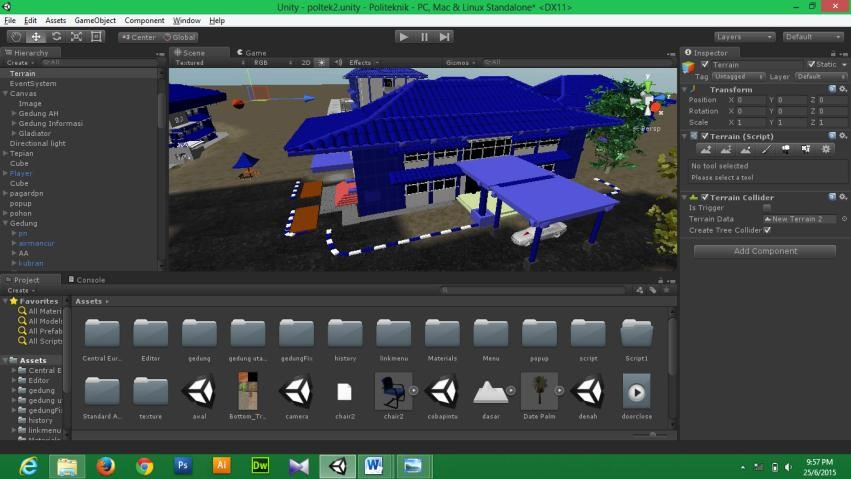 Unity - poltek2.unity - Politeknik - PC, Mac & Linux Standalone* <DX11>
File Edit Assets GameObject Component Window Help
Center Global
Layers Default
Hierarchy
Create All
Terrain
EventSystem
Canvas
Image
Gedung AH
Gedung Informasi
Gladiator
Directional light
Tepian
Cube
Player
Cube
pagardpn
popup
pohon
Gedung
pn
airmancur
AA
kubran
Scene Game
Textured RGB 2D Effects Gizmos All
y
x
Persp
Inspector
Terrain Static
Tag Untagged Layer Default
Transform
Position X 0 Y 0 Z 0
Rotation X 0 Y 0 Z 0
Scale X 1 Y 1 Z 1
Terrain (Script)
No tool selected
Please select a tool
Terrain Collider
Is Trigger
Terrain Data New Terrain 2
Create Tree Collider
Add Component
Project Console
Create
Favorites
All Materi
All Models
All Prefab
All Scripts
Assets
Central E
Editor
gedung
gedung u
gedungFi
history
linkmenu
Materials
Assets
Central Eur... Editor gedung gedung uta... gedungFix history linkmenu Materials Menu popup script Script1
Standard A... texture Bottom_Tr... camera chair2 chair2 cobapintu dasar Date Palm denah doorclose
Ps Ai Dw W
9:57 PM
25/6/2015